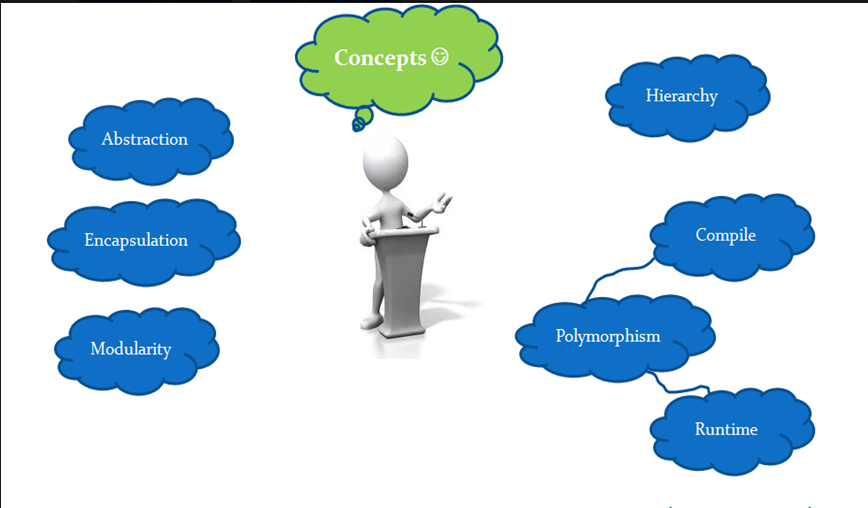 Concepts☺
Abstraction
Encapsulation
Modularity
Hierarchy
Compile
Polymorphism
Runtime